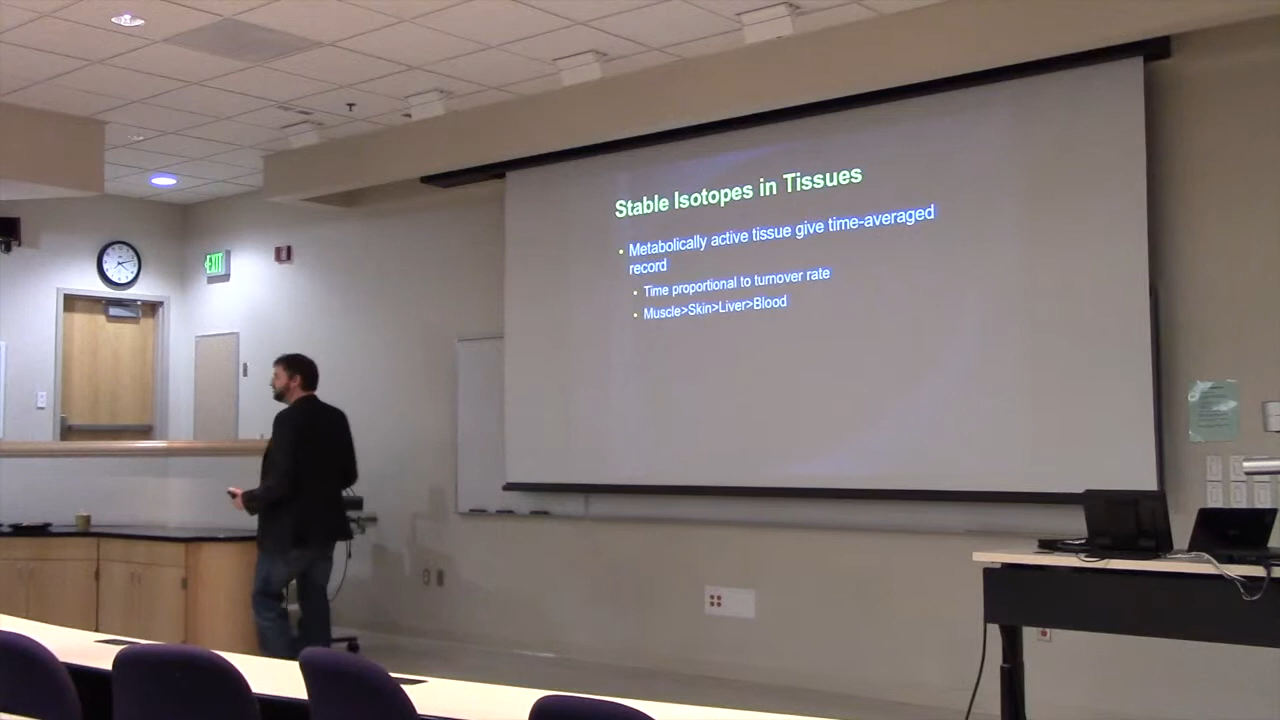 Stable Isotopes in Tissues
• Metabolically active tissue give time-averaged
record
• Time proportional to turnover rate
• Muscle>Skin>Liver>Blood
EXIT